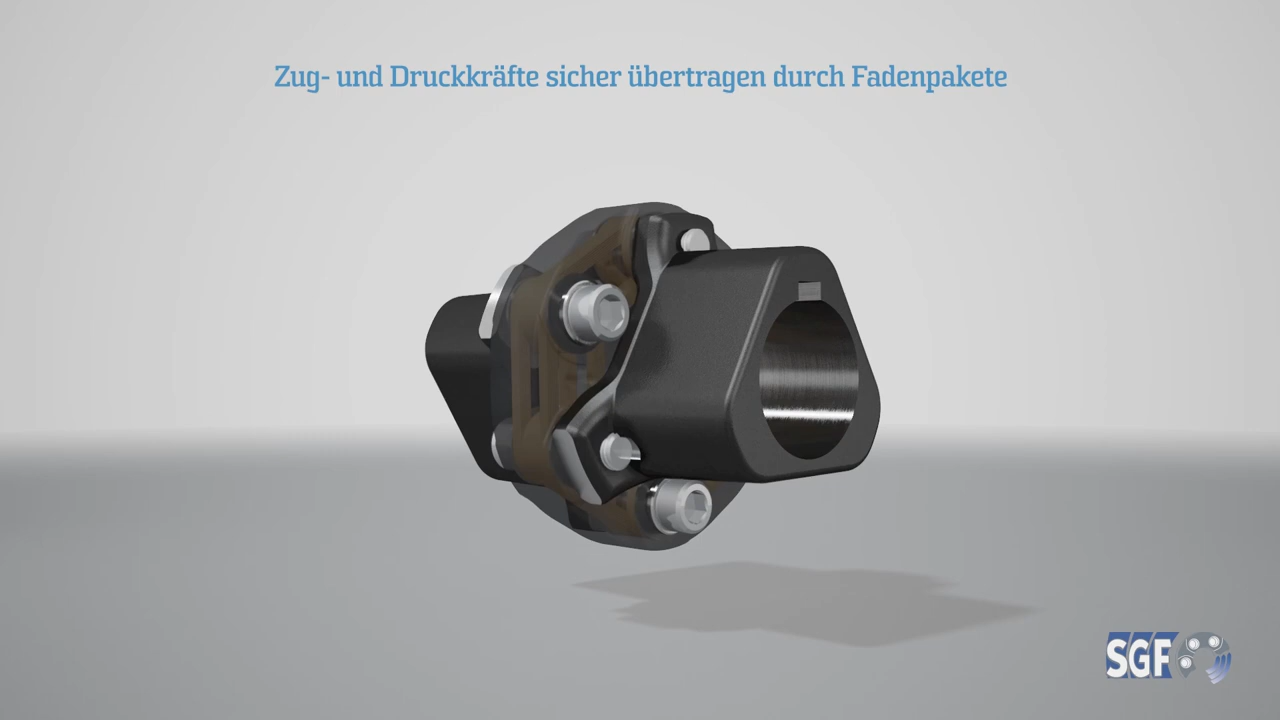 Zug- und Druckkräfte sicher übertragen durch Fadenpakete
SGF